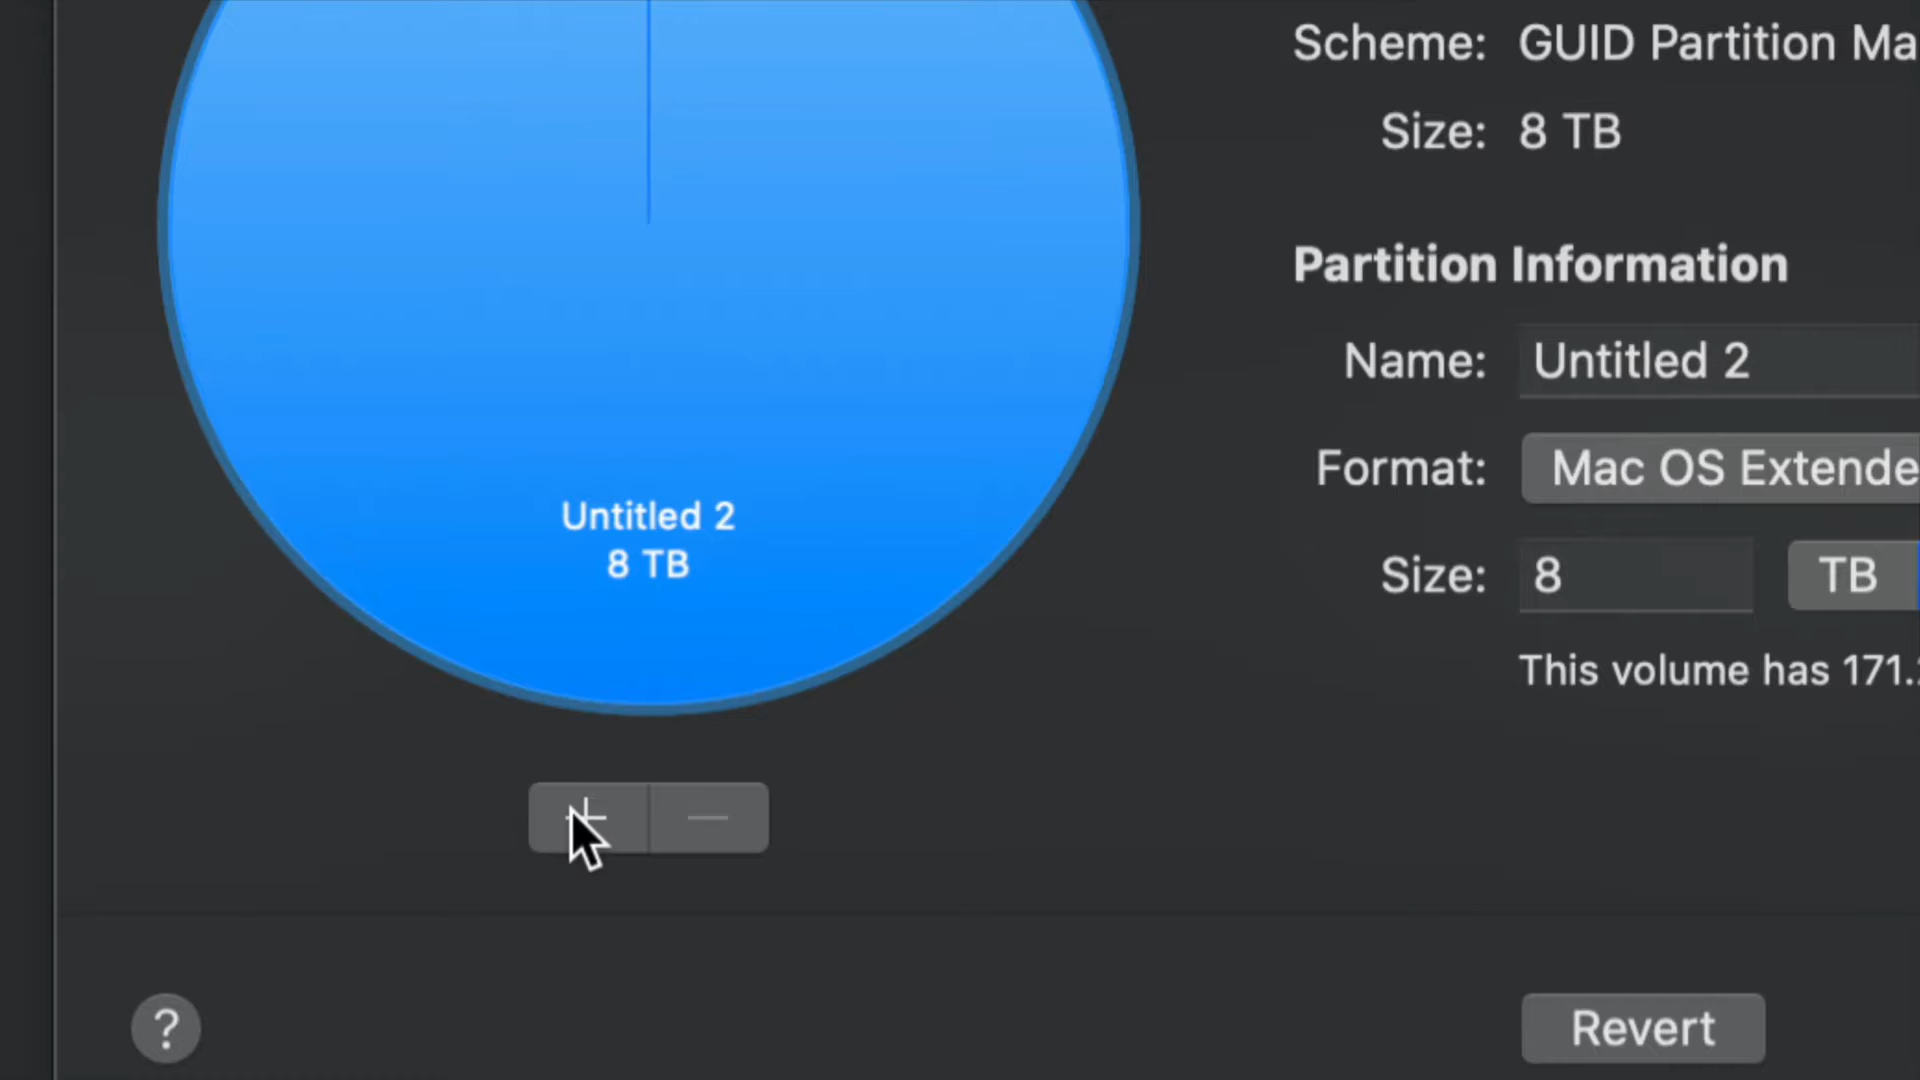 Scheme: GUID Partition Ma
Size: 8 TB
Partition Information
Name: Untitled 2
Format: Mac OS Extende
Untitled 2
8 TB
Size: 8 TB
This volume has 171.
?
Revert